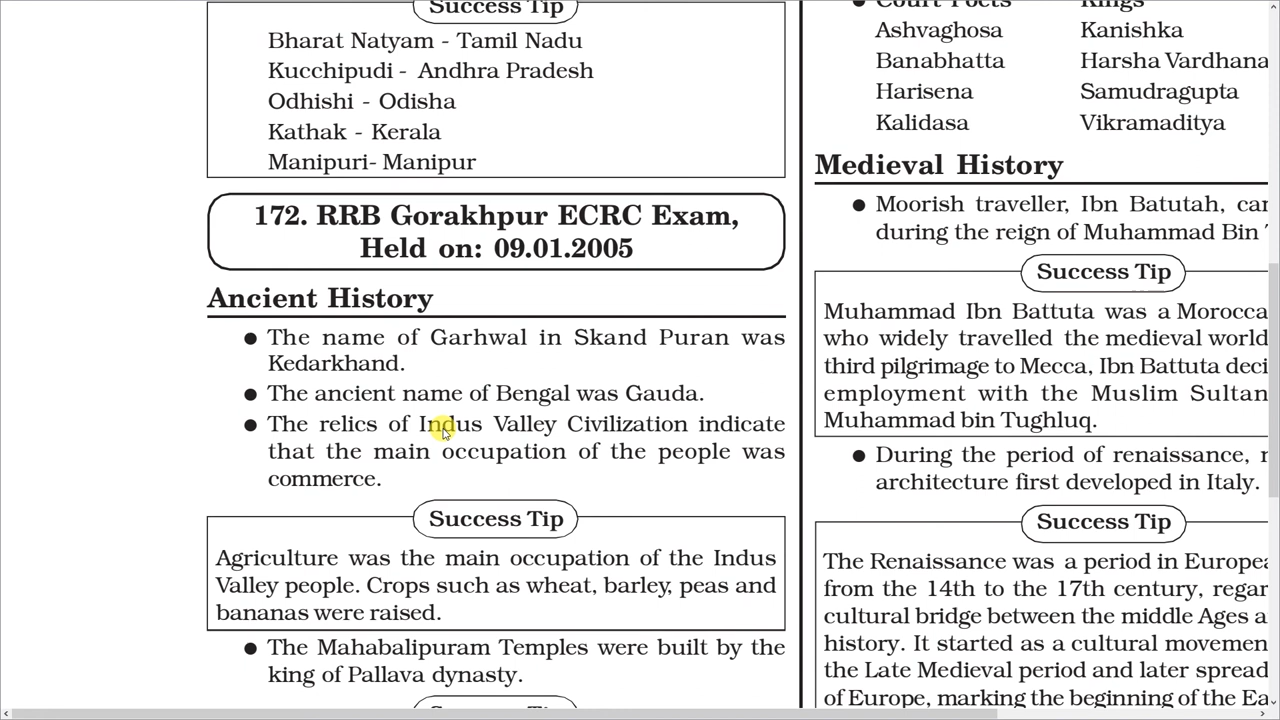 Success Tip
Bharat Natyam - Tamil Nadu
Kucchipudi - Andhra Pradesh
Odhishi - Odisha
Kathak - Kerala
Manipuri- Manipur
172. RRB Gorakhpur ECRC Exam,
Held on: 09.01.2005
Ancient History
● The name of Garhwal in Skand Puran was
Kedarkhand.
● The ancient name of Bengal was Gauda.
● The relics of Indus Valley Civilization indicate
that the main occupation of the people was
commerce.
Success Tip
Agriculture was the main occupation of the Indus
Valley people. Crops such as wheat, barley, peas and
bananas were raised.
● The Mahabalipuram Temples were built by the
king of Pallava dynasty.
● Court Poets Kings
Ashvaghosa Kanishka
Banabhatta Harsha Vardhana
Harisena Samudragupta
Kalidasa Vikramaditya
Medieval History
● Moorish traveller, Ibn Batutah,
during the reign of Muhammad Bin
Success Tip
Muhammad Ibn Battuta was a
who widely travelled the medieval world
third pilgrimage to Mecca, Ibn Battuta
employment with the Muslim
Muhammad bin Tughluq.
● During the period of renaissance,
architecture first developed in Italy.
Success Tip
The Renaissance was a period in
from the 14th to the 17th century,
cultural bridge between the middle Ages
history. It started as a cultural
the Late Medieval period and later spread
of Europe, marking the beginning of the